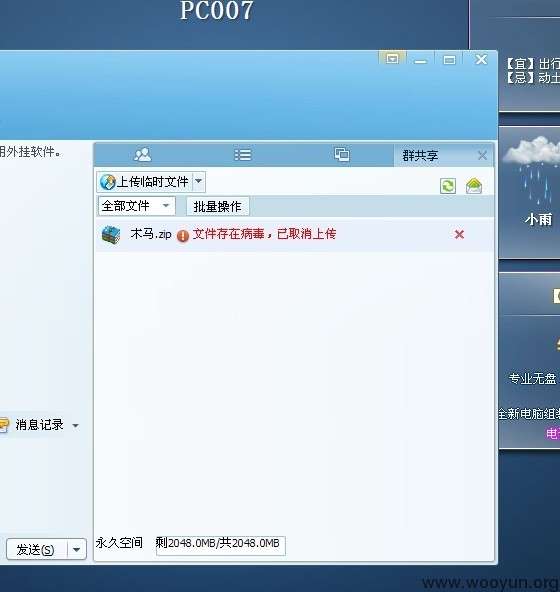 PC007
【宜】出行
【忌】动土
用外挂软件。
群共享
上传临时文件
全部文件
批量操作
木马.zip
文件存在病毒，已取消上传
小雨
专业无盘
全新电脑组装
消息记录
永久空间
剩2048.0MB/共2048.0MB
发送(S)
www.wooyun.org